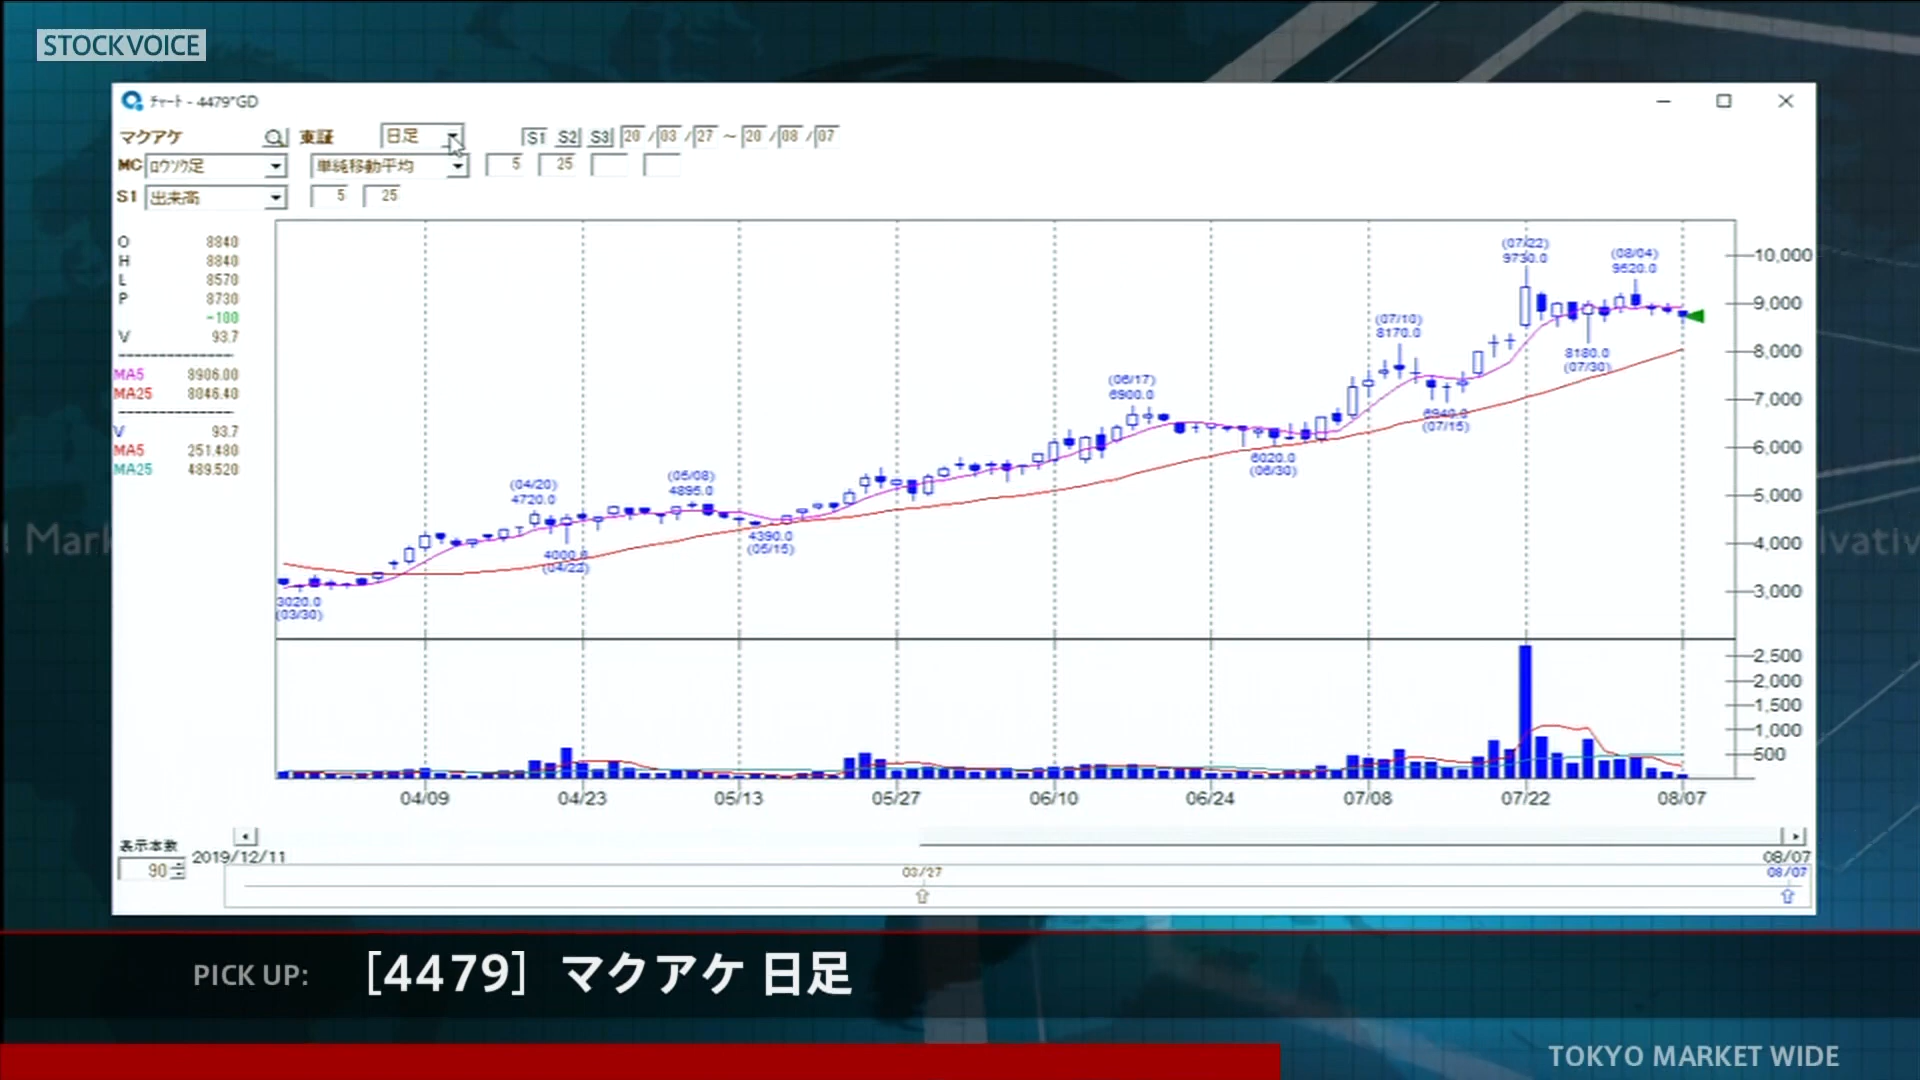 STOCKVOICE
チャート - 4479*GD
マクアケ 東証 日足 S1 S2 S3 20 /03 /27 ~ 20 /08 /07
MC ロウソク足 単純移動平均 5 25
S1 出来高 5 25
O 8840
H 8840
L 8570
P 8730
-100
V 93.7
MA5 8906.00
MA25 8046.40
V 93.7
MA5 251.480
MA25 489.520
(07/22)
9730.0
(08/04)
9520.0
(07/10)
8170.0
8180.0
(07/30)
(06/17)
6900.0
6940.0
(07/15)
6020.0
(06/30)
(04/20)
4720.0
(05/08)
4895.0
4390.0
(05/15)
4000.0
(04/22)
3020.0
(03/30)
10,000
9,000
8,000
7,000
6,000
5,000
4,000
3,000
2,500
2,000
1,500
1,000
500
04/09 04/23 05/13 05/27 06/10 06/24 07/08 07/22 08/07
表示本数
90
2019/12/11 08/07
03/27 08/07
Mark
ivativ
PICK UP: [4479] マクアケ 日足
TOKYO MARKET WIDE